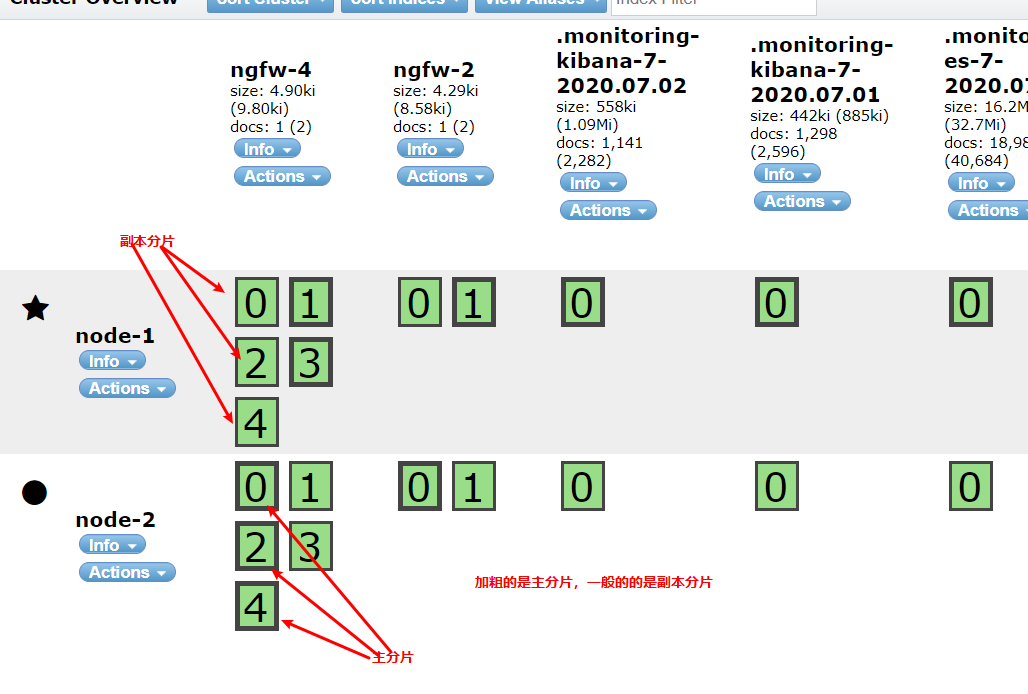 Cluster Overview Sort Cluster Sort Indices View Aliases Index Filter
ngfw-4
size: 4.90ki
(9.80ki)
docs: 1 (2)
Info
Actions
ngfw-2
size: 4.29ki
(8.58ki)
docs: 1 (2)
Info
Actions
.monitoring-
kibana-7-
2020.07.02
size: 558ki
(1.09Mi)
docs: 1,141
(2,282)
Info
Actions
.monitoring-
kibana-7-
2020.07.01
size: 442ki (885ki)
docs: 1,298
(2,596)
Info
Actions
.monito
es-7-
2020.07
size: 16.2M
(32.7Mi)
docs: 18,98
(40,684)
Info
Actions
副本分片
node-1
Info
Actions
0 1 0 1 0 0 0
2 3
4
node-2
Info
Actions
0 1 0 1 0 0 0
2 3
4
加粗的是主分片，一般的的是副本分片
主分片